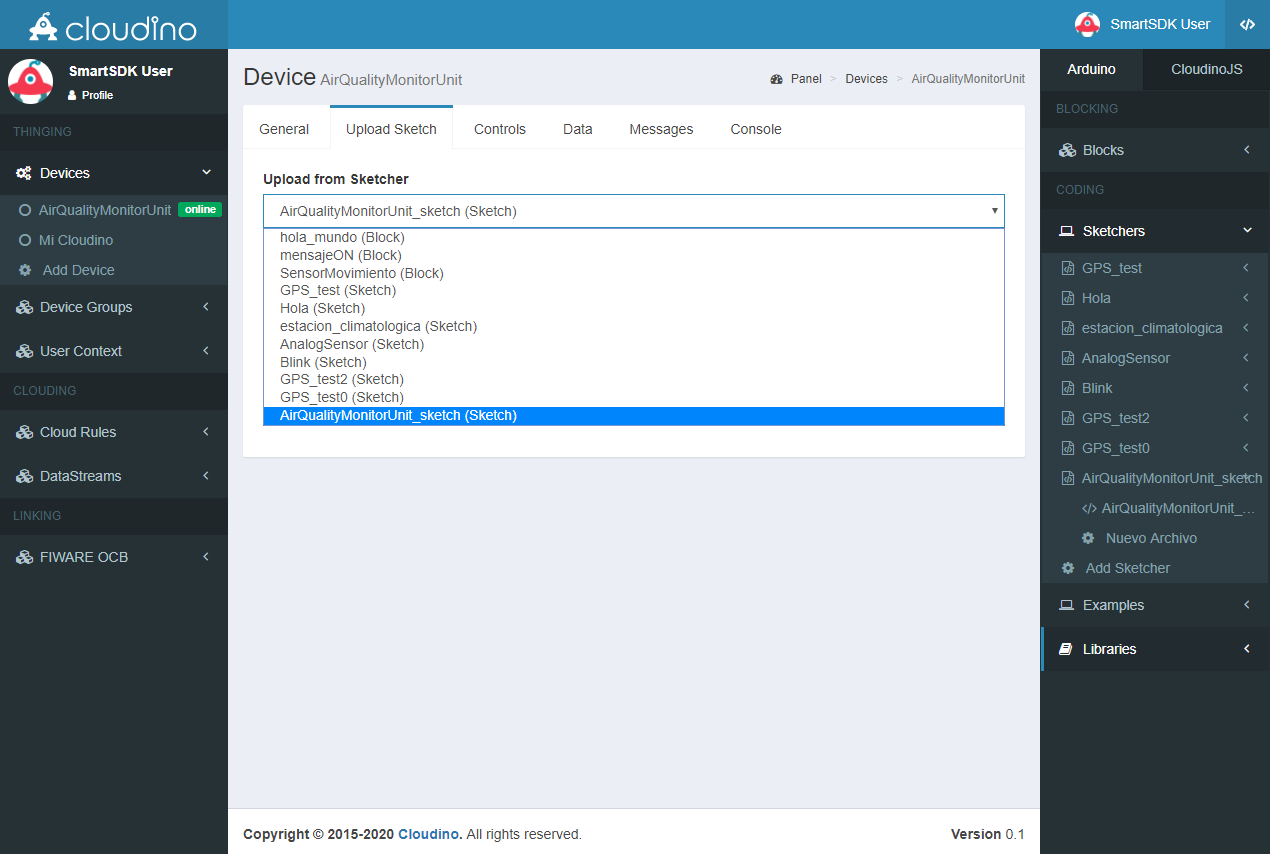 cloudino
SmartSDK User
SmartSDK User
Profile
THINGING
Devices
AirQualityMonitorUnit online
Mi Cloudino
Add Device
Device Groups
User Context
CLOUDING
Cloud Rules
DataStreams
LINKING
FIWARE OCB
Device AirQualityMonitorUnit
Panel > Devices > AirQualityMonitorUnit
General Upload Sketch Controls Data Messages Console
Upload from Sketcher
AirQualityMonitorUnit_sketch (Sketch)
hola_mundo (Block)
mensajeON (Block)
SensorMovimiento (Block)
GPS_test (Sketch)
Hola (Sketch)
estacion_climatologica (Sketch)
AnalogSensor (Sketch)
Blink (Sketch)
GPS_test2 (Sketch)
GPS_test0 (Sketch)
AirQualityMonitorUnit_sketch (Sketch)
Copyright © 2015-2020 Cloudino. All rights reserved.
Version 0.1
Arduino CloudinoJS
BLOCKING
Blocks
CODING
Sketchers
GPS_test
Hola
estacion_climatologica
AnalogSensor
Blink
GPS_test2
GPS_test0
AirQualityMonitorUnit_sketch
</> AirQualityMonitorUnit_...
Nuevo Archivo
Add Sketcher
Examples
Libraries